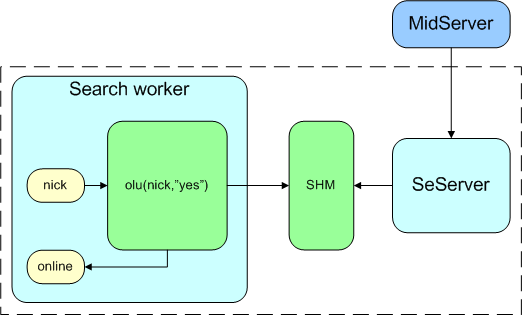 MidServer
Search worker
nick
olu(nick,”yes”)
SHM
SeServer
online